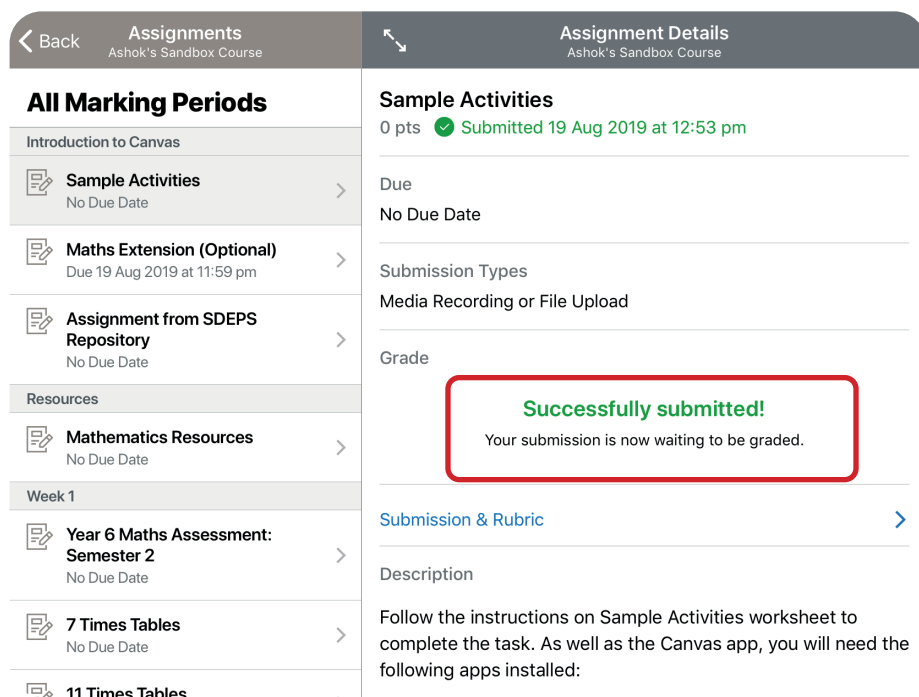 Back
Assignments
Ashok's Sandbox Course
All Marking Periods
Introduction to Canvas
Sample Activities
No Due Date
Maths Extension (Optional)
Due 19 Aug 2019 at 11:59 pm
Assignment from SDEPS
Repository
No Due Date
Resources
Mathematics Resources
No Due Date
Week 1
Year 6 Maths Assessment:
Semester 2
No Due Date
7 Times Tables
No Due Date
11 Times Tables
Assignment Details
Ashok's Sandbox Course
Sample Activities
0 pts Submitted 19 Aug 2019 at 12:53 pm
Due
No Due Date
Submission Types
Media Recording or File Upload
Grade
Successfully submitted!
Your submission is now waiting to be graded.
Submission & Rubric
Description
Follow the instructions on Sample Activities worksheet to
complete the task. As well as the Canvas app, you will need the
following apps installed: